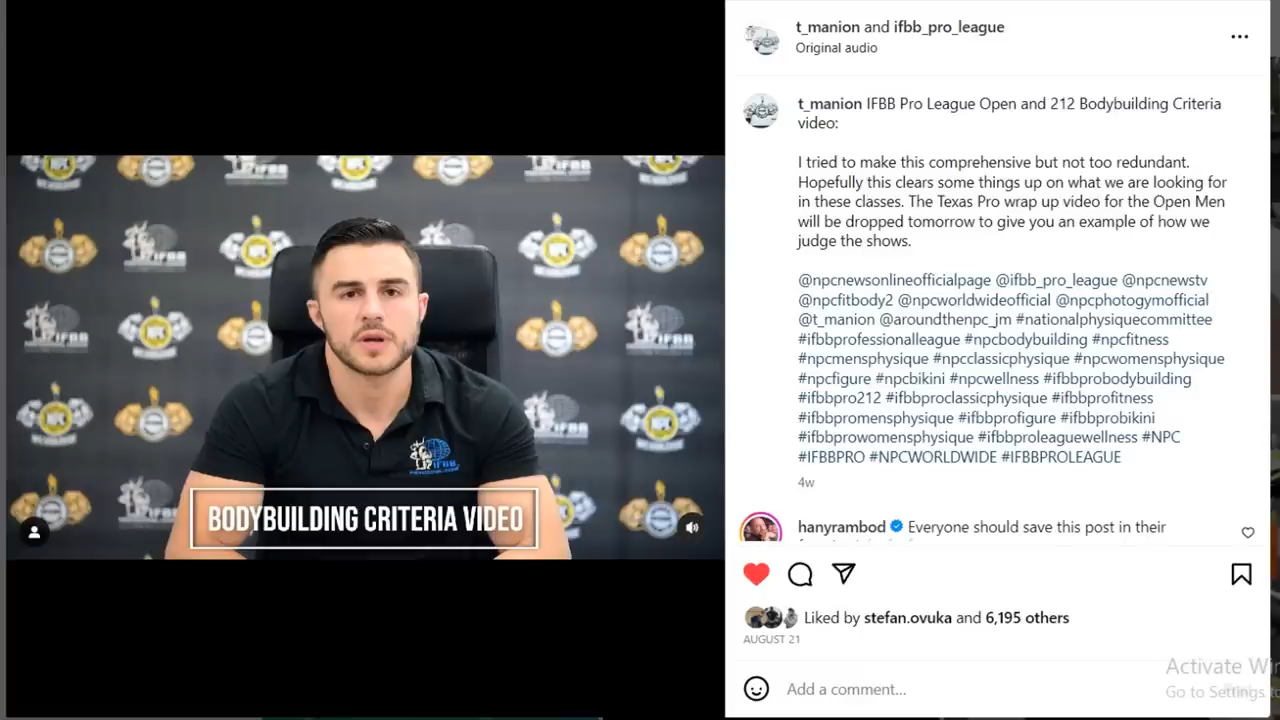 t_manion and ifbb_pro_league
Original audio
t_manion IFBB Pro League Open and 212 Bodybuilding Criteria
video:
I tried to make this comprehensive but not too redundant.
Hopefully this clears some things up on what we are looking for
in these classes. The Texas Pro wrap up video for the Open Men
will be dropped tomorrow to give you an example of how we
judge the shows.
@npcnewsonlineofficialpage @ifbb_pro_league @npcnewstv
@npcfitbody2 @npcworldwideofficial @npcphotogymofficial
@t_manion @aroundthenpc_jm #nationalphysiquecommittee
#ifbbprofessionalleague #npcbodybuilding #npcfitness
#npcmensphysique #npcclassicphysique #npcwomensphysique
#npcfigure #npcbikini #npcwellness #ifbbprobodybuilding
#ifbbpro212 #ifbbproclassicphysique #ifbbprofitness
#ifbbpromensphysique #ifbbprofigure #ifbbprobikini
#ifbbprowomensphysique #ifbbproleaguewellness #NPC
#IFBBPRO #NPCWORLDWIDE #IFBBPROLEAGUE
4w
hanyrambod Everyone should save this post in their
Liked by stefan.ovuka and 6,195 others
AUGUST 21
Add a comment...
Activate Win
Go to Settings to
IFBB
BODYBUILDING CRITERIA VIDEO